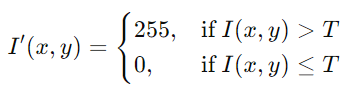 I'(x, y) = { 255, if I(x, y) > T
0, if I(x, y) ≤ T